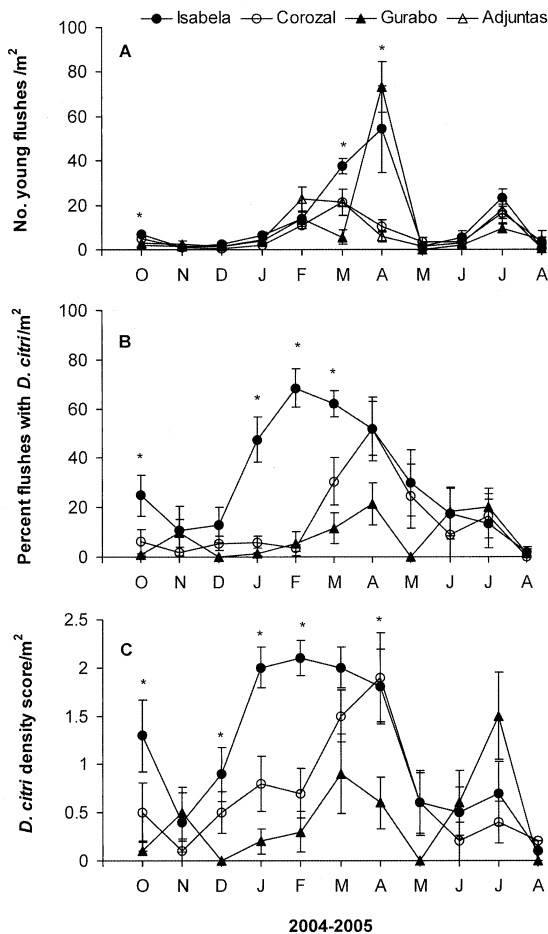 Isabela Corozal Gurabo Adjuntas
A
No. young flushes /m²
100
80
60
40
20
0
* * *
O N D J F M A M J J A
B
Percent flushes with D. citri/m²
100
80
60
40
20
0
* * * *
O N D J F M A M J J A
C
D. citri density score/m²
2.5
2
1.5
1
0.5
0
* * * * *
O N D J F M A M J J A
2004-2005